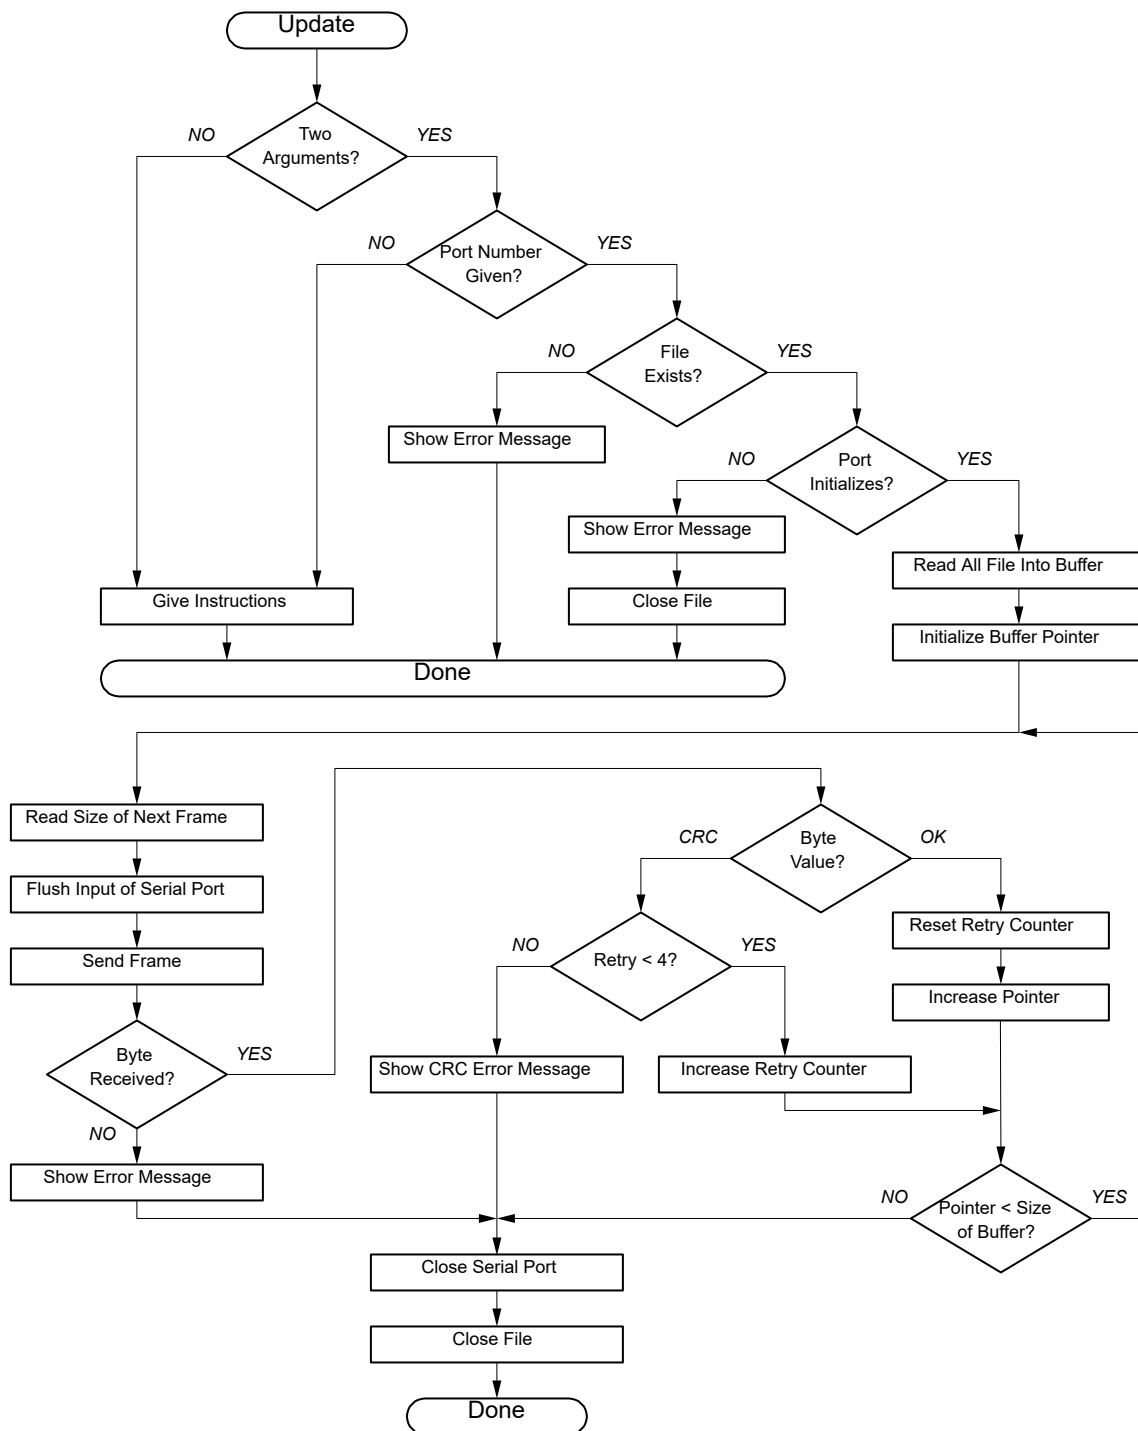 Update
Two
Arguments?
NO
YES
Port Number
Given?
NO
YES
File
Exists?
NO
YES
Show Error Message
Port
Initializes?
NO
YES
Show Error Message
Read All File Into Buffer
Give Instructions
Close File
Initialize Buffer Pointer
Done
Read Size of Next Frame
Byte
Value?
CRC
OK
Flush Input of Serial Port
Reset Retry Counter
Send Frame
Retry < 4?
NO
YES
Increase Pointer
Byte
Received?
YES
NO
Show CRC Error Message
Increase Retry Counter
Show Error Message
Pointer < Size
of Buffer?
NO
YES
Close Serial Port
Close File
Done